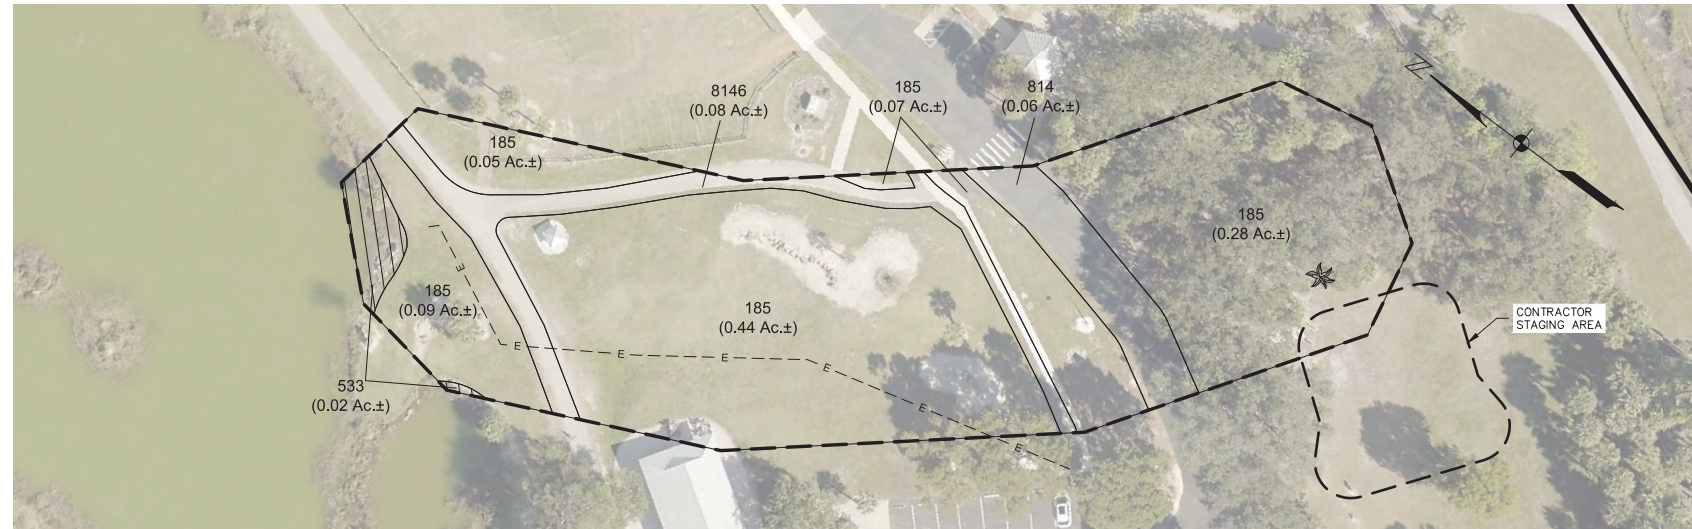 8146
(0.08 Ac.±)
185
(0.07 Ac.±)
814
(0.06 Ac.±)
185
(0.05 Ac.±)
N
185
(0.28 Ac.±)
E
185
(0.09 Ac.±)
185
(0.44 Ac.±)
CONTRACTOR
STAGING AREA
E
E
E
E
533
(0.02 Ac.±)
E
E